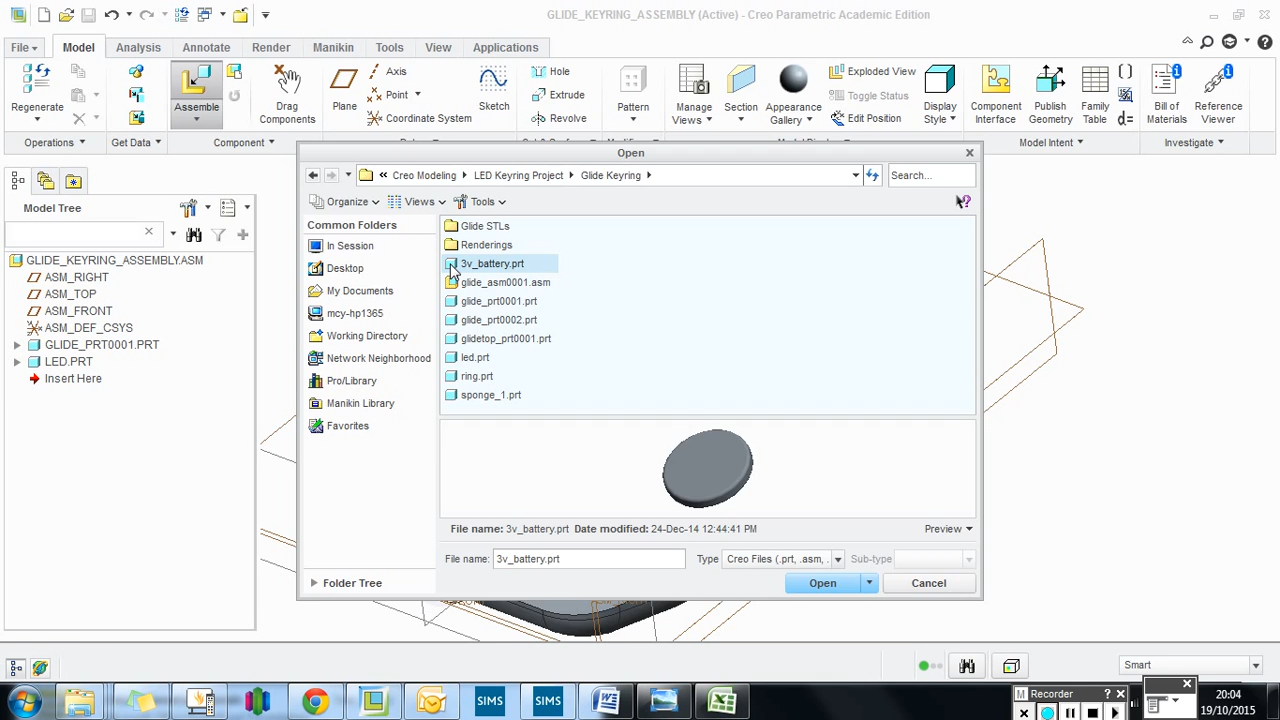 GLIDE_KEYRING_ASSEMBLY (Active) - Creo Parametric Academic Edition
File
Model
Analysis
Annotate
Render
Manikin
Tools
View
Applications
Regenerate
Operations
Get Data
Assemble
Drag
Components
Component
Plane
Axis
Point
Coordinate System
Sketch
Hole
Extrude
Revolve
Pattern
Manage
Views
Section
Appearance
Gallery
Exploded View
Toggle Status
Edit Position
Display
Style
Component
Interface
Publish
Geometry
Family
Table
Model Intent
Bill of
Materials
Reference
Viewer
Investigate
Open
Creo Modeling
LED Keyring Project
Glide Keyring
Search...
Organize
Views
Tools
Model Tree
GLIDE_KEYRING_ASSEMBLY.ASM
ASM_RIGHT
ASM_TOP
ASM_FRONT
ASM_DEF_CSYS
GLIDE_PRT0001.PRT
LED.PRT
Insert Here
Common Folders
In Session
Desktop
My Documents
mcy-hp1365
Working Directory
Network Neighborhood
Pro/Library
Manikin Library
Favorites
Folder Tree
Glide STLs
Renderings
3v_battery.prt
glide_asm0001.asm
glide_prt0001.prt
glide_prt0002.prt
glidetop_prt0001.prt
led.prt
ring.prt
sponge_1.prt
File name: 3v_battery.prt Date modified: 24-Dec-14 12:44:41 PM
Preview
File name: 3v_battery.prt
Type Creo Files (.prt, .asm, .
Sub-type
Open
Cancel
Smart
SIMS
SIMS
M Recorder ? X
20:04
19/10/2015